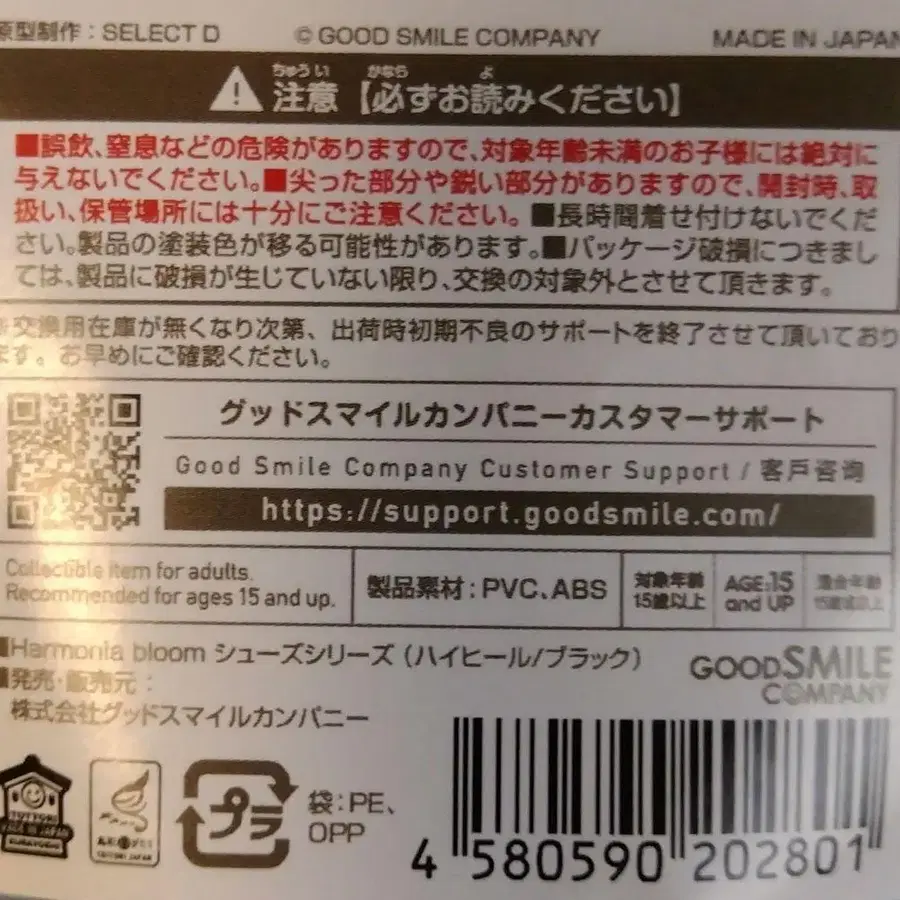 原型制作：SELECT D © GOOD SMILE COMPANY MADE IN JAPAN
ちゅうい かなら よ
注意【必ずお読みください】
■誤飲、窒息などの危険がありますので、対象年齢未満のお子様には絶対に
与えないでください。■尖った部分や鋭い部分がありますので、開封時、取
扱い、保管場所には十分にご注意ください。■長時間着せ付けないでくだ
さい。製品の塗装色が移る可能性があります。■パッケージ破損につきまし
ては、製品に破損が生じていない限り、交換の対象外とさせて頂きます。
※交換用在庫が無くなり次第、出荷時初期不良のサポートを終了させて頂いており
ます。お早めにご確認ください。
グッドスマイルカンパニーカスタマーサポート
Good Smile Company Customer Support / 客戶咨询
https://support.goodsmile.com/
Collectible item for adults.
Recommended for ages 15 and up.
製品素材：PVC、ABS
対象年齢
15歳以上
AGE:15
and UP
適合年齢
15歲或以上
■Harmonia bloom シューズシリーズ（ハイヒール/ブラック）
■発売・販売元：
株式会社グッドスマイルカンパニー
GOODSMILE
COMPANY
プラ
袋：PE、
OPP
4 580590 202801